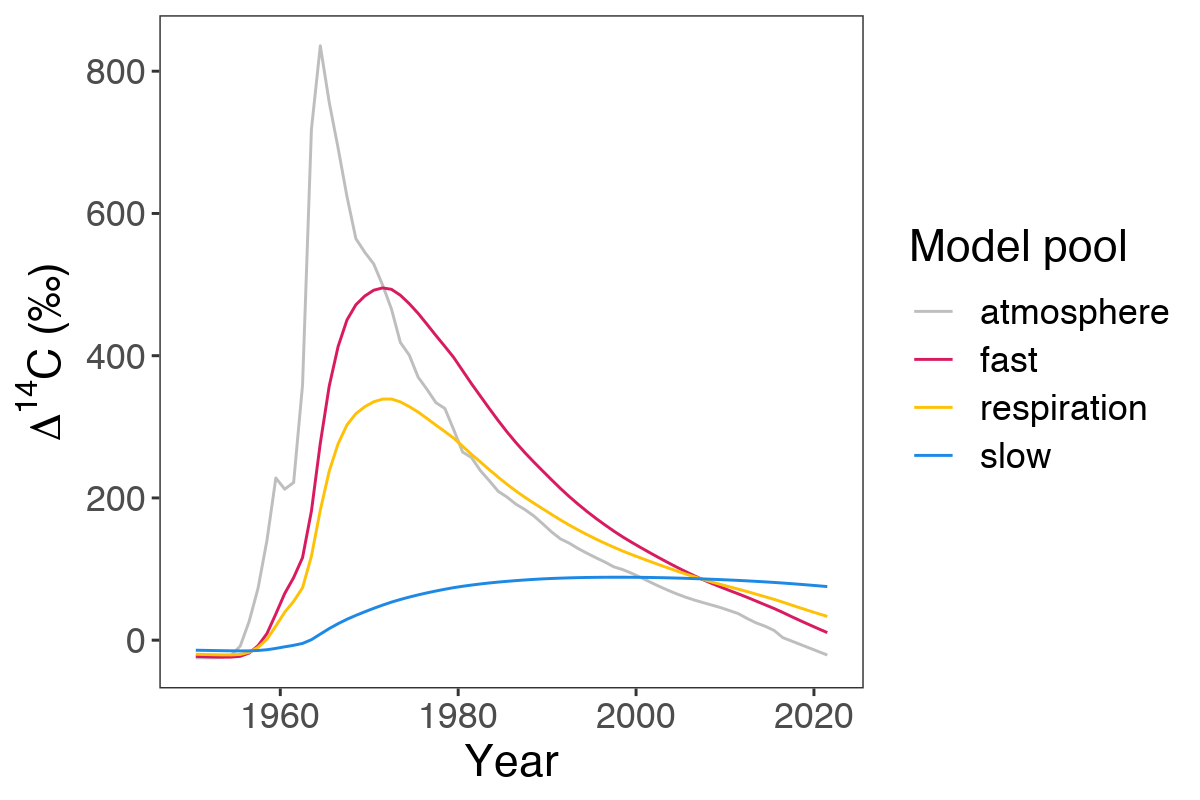 800
600
400
200
0
Δ¹⁴C (‰)
1960 1980 2000 2020
Year
Model pool
atmosphere
fast
respiration
slow